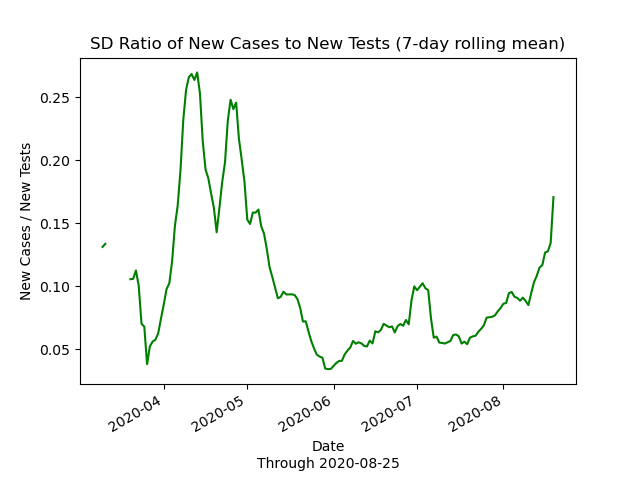 SD Ratio of New Cases to New Tests (7-day rolling mean)
New Cases / New Tests
0.25
0.20
0.15
0.10
0.05
2020-04
2020-05
2020-06
2020-07
2020-08
Date
Through 2020-08-25